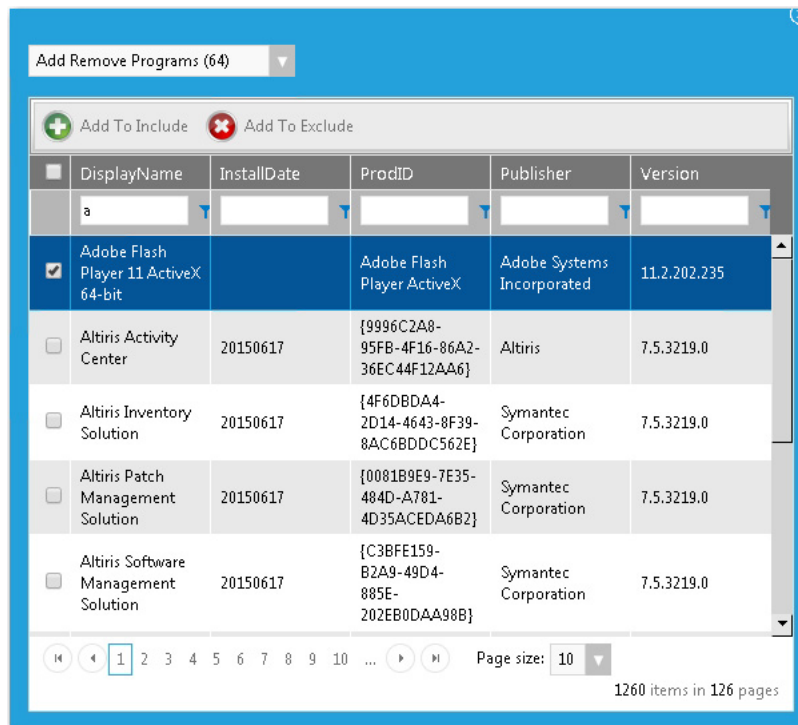 Add Remove Programs (64)
Add To Include Add To Exclude
DisplayName InstallDate ProdID Publisher Version
a
Adobe Flash
Player 11 ActiveX
64-bit
Adobe Flash
Player ActiveX
Adobe Systems
Incorporated
11.2.202.235
Altiris Activity
Center
20150617
{9996C2A8-
95FB-4F16-86A2-
36EC44F12AA6}
Altiris
7.5.3219.0
Altiris Inventory
Solution
20150617
{4F6DBDA4-
2D14-4643-8F39-
8AC6BDDC562E}
Symantec
Corporation
7.5.3219.0
Altiris Patch
Management
Solution
20150617
{0081B9E9-7E35-
484D-A781-
4D35ACEDA6B2}
Symantec
Corporation
7.5.3219.0
Altiris Software
Management
Solution
20150617
{C3BFE159-
B2A9-49D4-
885E-
202EB0DAA98B}
Symantec
Corporation
7.5.3219.0
1 2 3 4 5 6 7 8 9 10 ... Page size: 10
1260 items in 126 pages